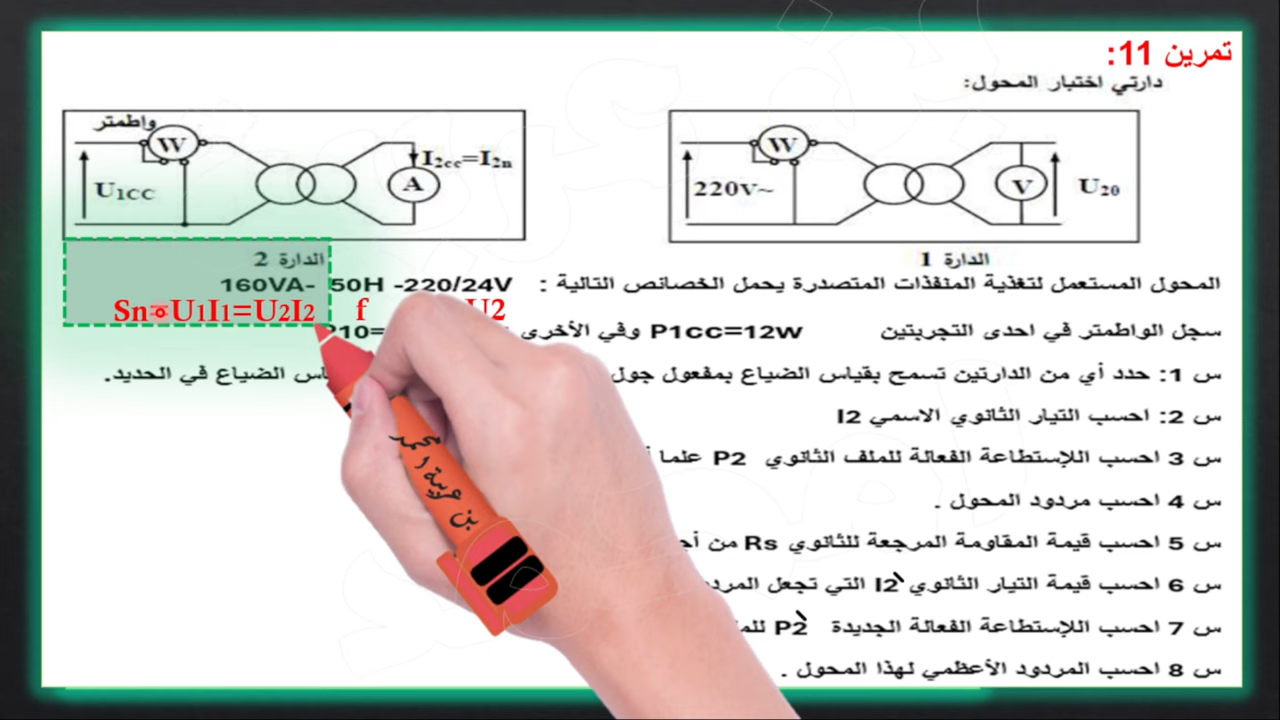 تمرين 11:
دارتي اختبار المحول:
واطمتر
W
I2cc=I2n
A
U1CC
W
220v~
V
U20
الدارة 1
الدارة 2
المحول المستعمل لتغذية المنفذات المتصدرة يحمل الخصائص التالية : 160VA- 50H -220/24V
Sn=U1I1=U2I2 f U2
سجل الواطمتر في احدى التجربتين P1cc=12w وفي الأخرى P10=
س 1: حدد أي من الدارتين تسمح بقياس الضياع بمفعول جول الضياع في الحديد.
س 2: احسب التيار الثانوي الاسمي I2
س 3 احسب اللإستطاعة الفعالة للملف الثانوي P2 علما
س 4 احسب مردود المحول .
س 5 احسب قيمة المقاومة المرجعة للثانوي Rs من
س 6 احسب قيمة التيار الثانوي I2` التي تجعل
س 7 احسب اللإستطاعة الفعالة الجديدة P2`
س 8 احسب المردود الأعظمي لهذا المحول .